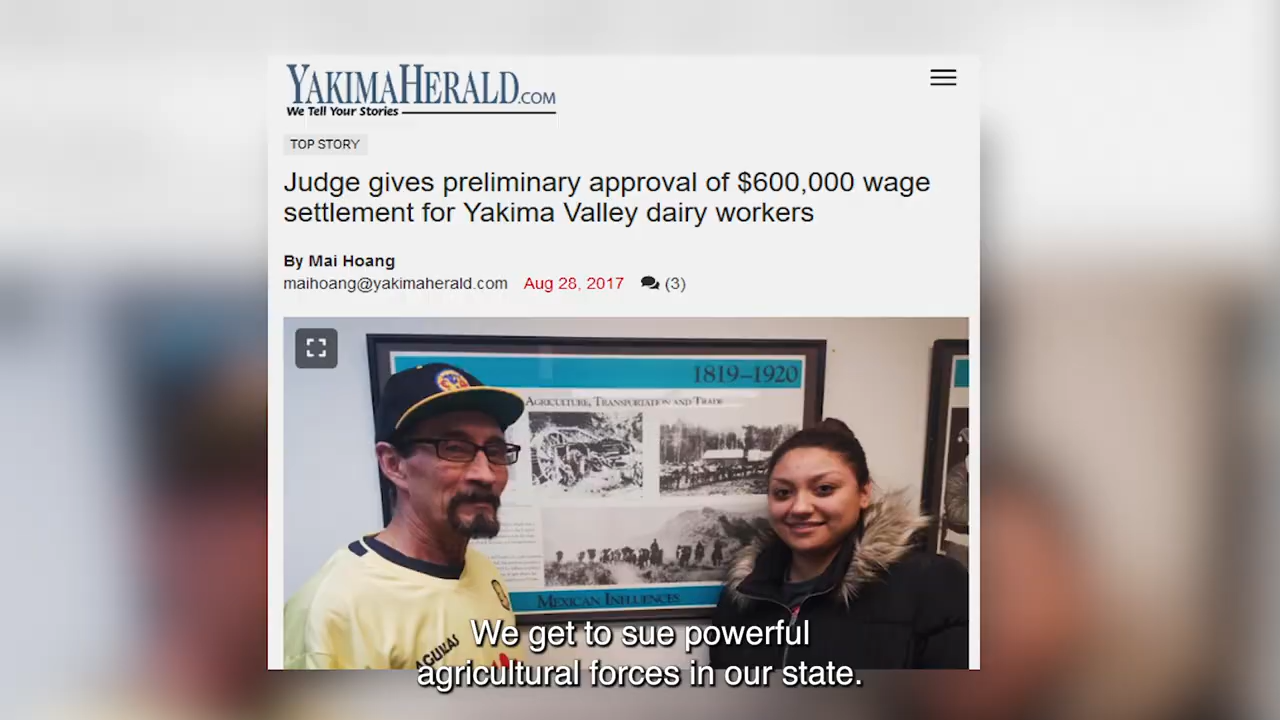 YAKIMAHERALD.COM
We Tell Your Stories
TOP STORY
Judge gives preliminary approval of $600,000 wage
settlement for Yakima Valley dairy workers
By Mai Hoang
maihoang@yakimaherald.com Aug 28, 2017 (3)
1819–1920
AGRICULTURE, TRANSPORTATION AND TRADE
MEXICAN INFLUENCES
AGUILAS
We get to sue powerful
agricultural forces in our state.